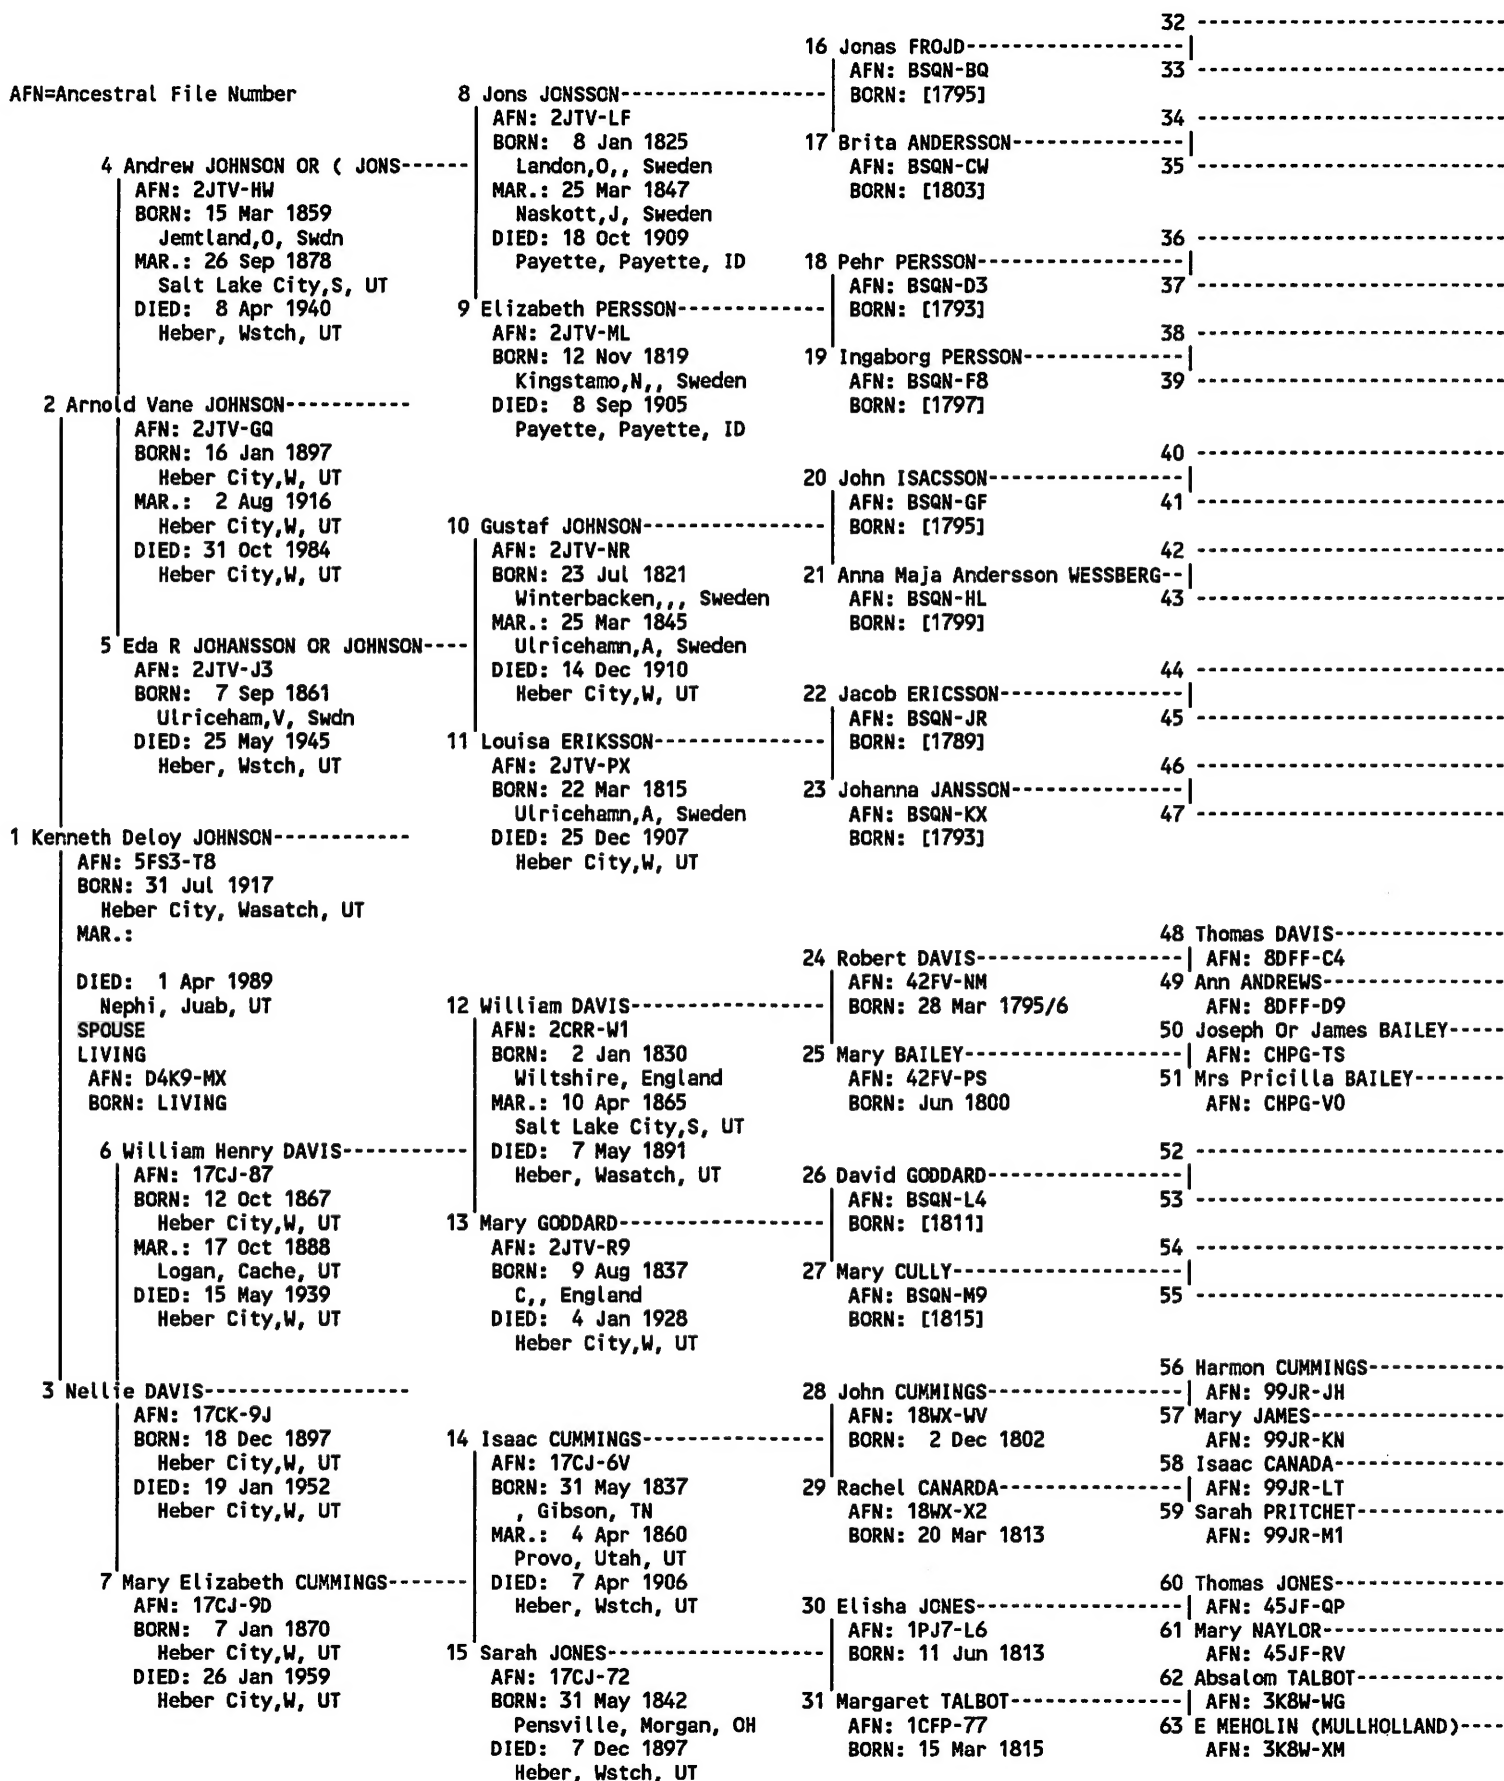 AFN=Ancestral File Number
4 Andrew JOHNSON OR ( JONS------
AFN: 2JTV-HW
BORN: 15 Mar 1859
Jemtland,O, Swdn
MAR.: 26 Sep 1878
Salt Lake City,S, UT
DIED: 8 Apr 1940
Heber, Wstch, UT
2 Arnold Vane JOHNSON-----------
AFN: 2JTV-GQ
BORN: 16 Jan 1897
Heber City,W, UT
MAR.: 2 Aug 1916
Heber City,W, UT
DIED: 31 Oct 1984
Heber City,W, UT
5 Eda R JOHANSSON OR JOHNSON----
AFN: 2JTV-J3
BORN: 7 Sep 1861
Ulriceham,V, Swdn
DIED: 25 May 1945
Heber, Wstch, UT
1 Kenneth Deloy JOHNSON------------
AFN: 5FS3-T8
BORN: 31 Jul 1917
Heber City, Wasatch, UT
MAR.:
DIED: 1 Apr 1989
Nephi, Juab, UT
SPOUSE
LIVING
AFN: D4K9-MX
BORN: LIVING
6 William Henry DAVIS-----------
AFN: 17CJ-87
BORN: 12 Oct 1867
Heber City,W, UT
MAR.: 17 Oct 1888
Logan, Cache, UT
DIED: 15 May 1939
Heber City,W, UT
3 Nellie DAVIS------------------
AFN: 17CK-9J
BORN: 18 Dec 1897
Heber City,W, UT
DIED: 19 Jan 1952
Heber City,W, UT
7 Mary Elizabeth CUMMINGS-------
AFN: 17CJ-9D
BORN: 7 Jan 1870
Heber City,W, UT
DIED: 26 Jan 1959
Heber City,W, UT
8 Jons JONSSON------------------
AFN: 2JTV-LF
BORN: 8 Jan 1825
Landon,O,, Sweden
MAR.: 25 Mar 1847
Naskott,J, Sweden
DIED: 18 Oct 1909
Payette, Payette, ID
9 Elizabeth PERSSON-------------
AFN: 2JTV-ML
BORN: 12 Nov 1819
Kingstamo,N,, Sweden
DIED: 8 Sep 1905
Payette, Payette, ID
10 Gustaf JOHNSON----------------
AFN: 2JTV-NR
BORN: 23 Jul 1821
Winterbacken,,, Sweden
MAR.: 25 Mar 1845
Ulricehamn,A, Sweden
DIED: 14 Dec 1910
Heber City,W, UT
11 Louisa ERIKSSON---------------
AFN: 2JTV-PX
BORN: 22 Mar 1815
Ulricehamn,A, Sweden
DIED: 25 Dec 1907
Heber City,W, UT
12 William DAVIS-----------------
AFN: 2CRR-W1
BORN: 2 Jan 1830
Wiltshire, England
MAR.: 10 Apr 1865
Salt Lake City,S, UT
DIED: 7 May 1891
Heber, Wasatch, UT
13 Mary GODDARD------------------
AFN: 2JTV-R9
BORN: 9 Aug 1837
C,, England
DIED: 4 Jan 1928
Heber City,W, UT
14 Isaac CUMMINGS----------------
AFN: 17CJ-6V
BORN: 31 May 1837
, Gibson, TN
MAR.: 4 Apr 1860
Provo, Utah, UT
DIED: 7 Apr 1906
Heber, Wstch, UT
15 Sarah JONES-------------------
AFN: 17CJ-72
BORN: 31 May 1842
Pensville, Morgan, OH
DIED: 7 Dec 1897
Heber, Wstch, UT
16 Jonas FROJD-------------------
AFN: BSQN-BQ
BORN: [1795]
17 Brita ANDERSSON---------------
AFN: BSQN-CW
BORN: [1803]
18 Pehr PERSSON------------------
AFN: BSQN-D3
BORN: [1793]
19 Ingaborg PERSSON--------------
AFN: BSQN-F8
BORN: [1797]
20 John ISACSSON-----------------
AFN: BSQN-GF
BORN: [1795]
21 Anna Maja Andersson WESSBERG--
AFN: BSQN-HL
BORN: [1799]
22 Jacob ERICSSON----------------
AFN: BSQN-JR
BORN: [1789]
23 Johanna JANSSON---------------
AFN: BSQN-KX
BORN: [1793]
24 Robert DAVIS------------------
AFN: 42FV-NM
BORN: 28 Mar 1795/6
25 Mary BAILEY-------------------
AFN: 42FV-PS
BORN: Jun 1800
26 David GODDARD-----------------
AFN: BSQN-L4
BORN: [1811]
27 Mary CULLY--------------------
AFN: BSQN-M9
BORN: [1815]
28 John CUMMINGS-----------------
AFN: 18WX-WV
BORN: 2 Dec 1802
29 Rachel CANARDA----------------
AFN: 18WX-X2
BORN: 20 Mar 1813
30 Elisha JONES------------------
AFN: 1PJ7-L6
BORN: 11 Jun 1813
31 Margaret TALBOT---------------
AFN: 1CFP-77
BORN: 15 Mar 1815
32 ---------------------------
33 ---------------------------
34 ---------------------------
35 ---------------------------
36 ---------------------------
37 ---------------------------
38 ---------------------------
39 ---------------------------
40 ---------------------------
41 ---------------------------
42 ---------------------------
43 ---------------------------
44 ---------------------------
45 ---------------------------
46 ---------------------------
47 ---------------------------
48 Thomas DAVIS---------------
AFN: 8DFF-C4
49 Ann ANDREWS----------------
AFN: 8DFF-D9
50 Joseph Or James BAILEY-----
AFN: CHPG-TS
51 Mrs Pricilla BAILEY--------
AFN: CHPG-V0
52 ---------------------------
53 ---------------------------
54 ---------------------------
55 ---------------------------
56 Harmon CUMMINGS------------
AFN: 99JR-JH
57 Mary JAMES-----------------
AFN: 99JR-KN
58 Isaac CANADA---------------
AFN: 99JR-LT
59 Sarah PRITCHET-------------
AFN: 99JR-M1
60 Thomas JONES---------------
AFN: 45JF-QP
61 Mary NAYLOR----------------
AFN: 45JF-RV
62 Absalom TALBOT-------------
AFN: 3K8W-WG
63 E MEHOLIN (MULLHOLLAND)----
AFN: 3K8W-XM